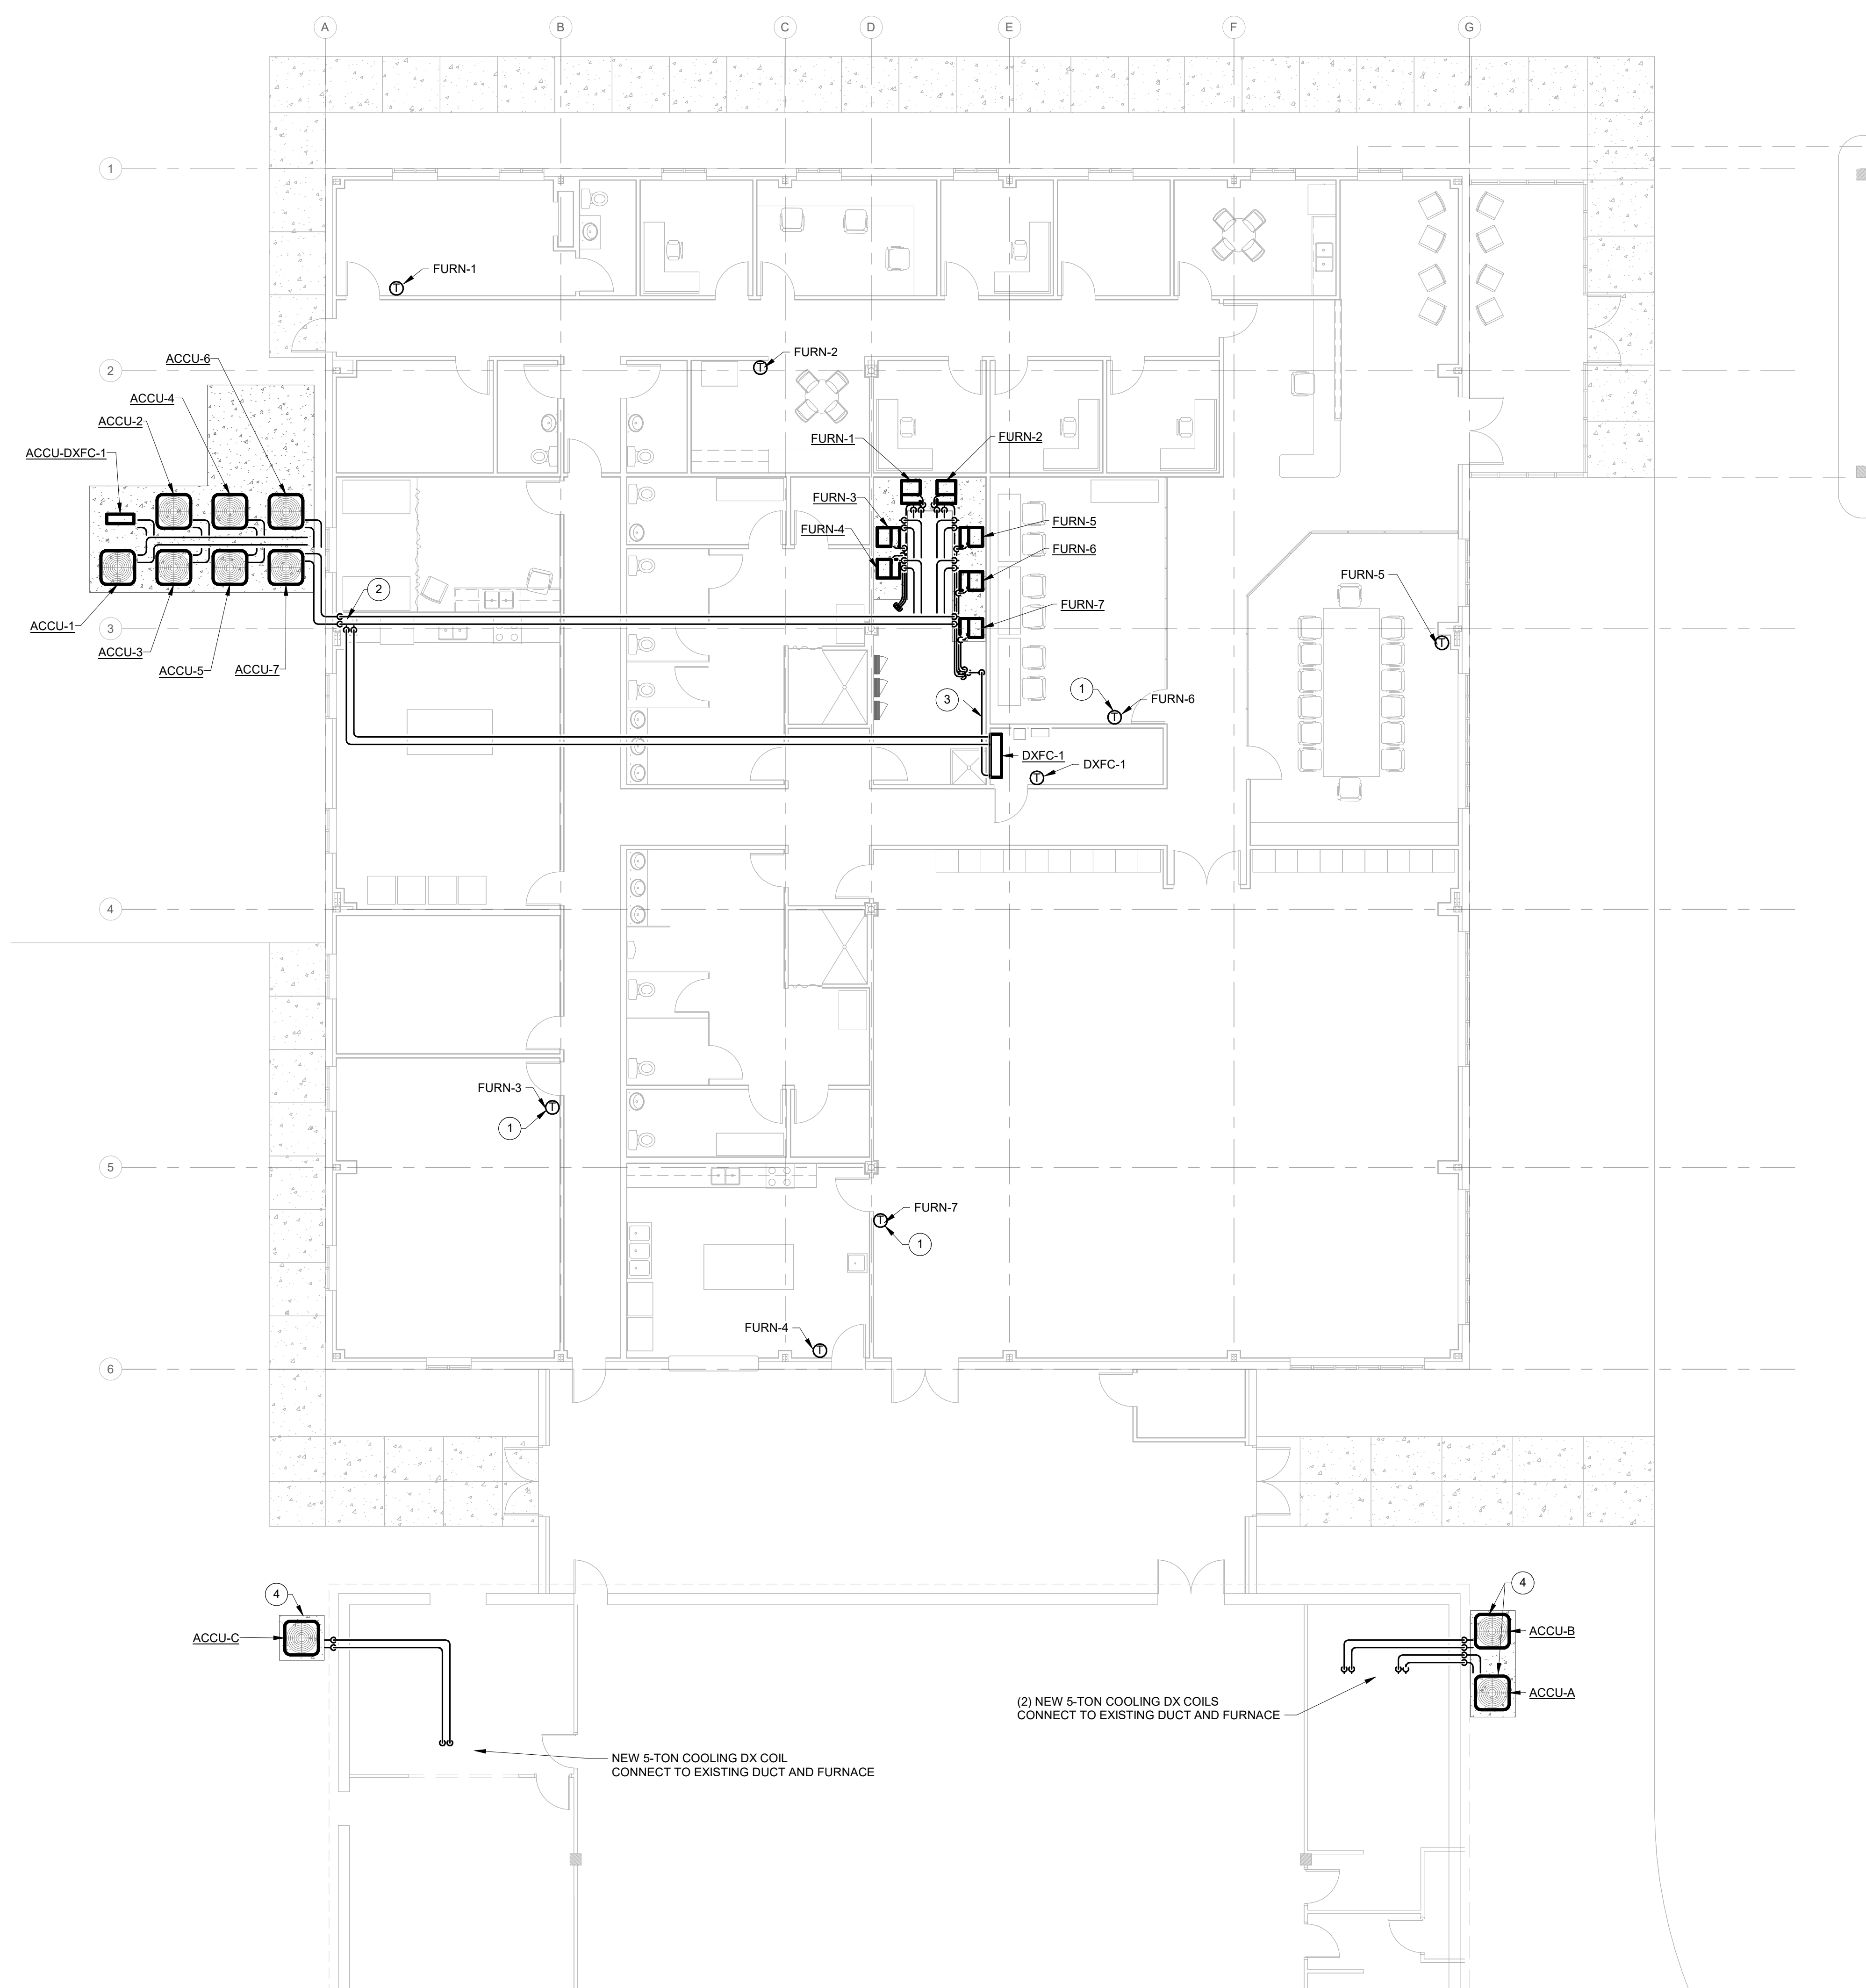 A
B
C
D
E
F
G
1
FURN-1
FURN-2
ACCU-6
2
ACCU-4
ACCU-2
ACCU-DXFC-1
FURN-1
FURN-2
FURN-3
FURN-4
FURN-5
FURN-6
FURN-5
2
FURN-7
ACCU-1
3
ACCU-3
ACCU-5
ACCU-7
1
FURN-6
3
DXFC-1
DXFC-1
4
FURN-3
1
5
FURN-7
1
FURN-4
6
4
4
ACCU-C
ACCU-B
ACCU-A
(2) NEW 5-TON COOLING DX COILS
CONNECT TO EXISTING DUCT AND FURNACE
NEW 5-TON COOLING DX COIL
CONNECT TO EXISTING DUCT AND FURNACE
T
T
T
T
T
T
T
T